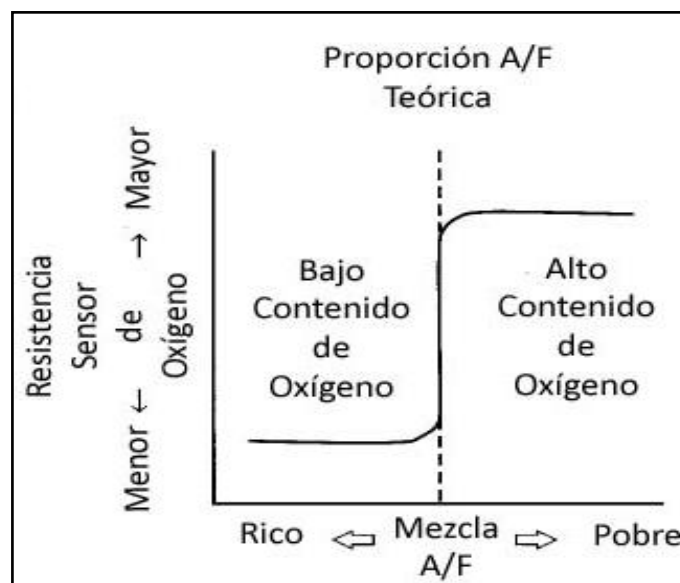 Proporción A/F
Teórica
Resistencia
Sensor
de
Oxígeno
Menor ← → Mayor
Bajo
Contenido
de
Oxígeno
Alto
Contenido
de
Oxígeno
Rico ⇦ Mezcla ⇨ Pobre
A/F